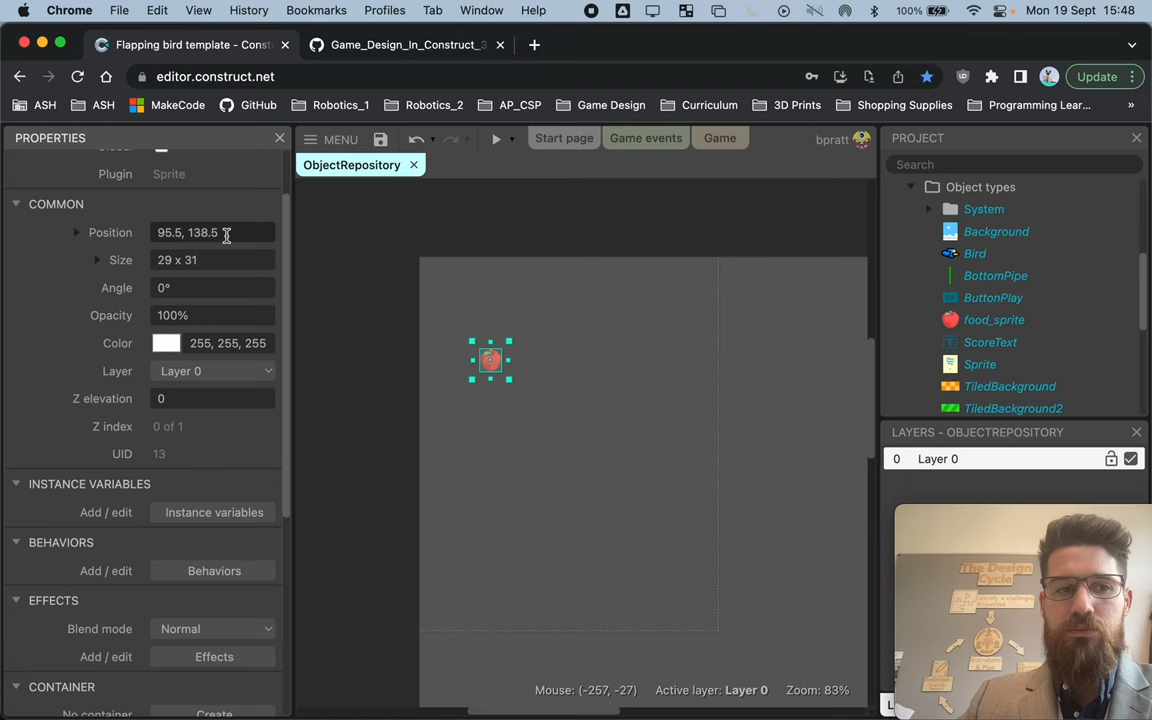 Chrome File Edit View History Bookmarks Profiles Tab Window Help 100% Mon 19 Sept 15:48
Flapping bird template - Cons Game_Design_In_Construct_3
editor.construct.net Update
ASH ASH MakeCode GitHub Robotics_1 Robotics_2 AP_CSP Game Design Curriculum 3D Prints Shopping Supplies Programming Lear... »
PROPERTIES MENU Start page Game events Game bpratt PROJECT
ObjectRepository
Search
Plugin Sprite
Object types
COMMON
System
Position 95.5, 138.5
Background
Size 29 x 31
Bird
Angle 0°
BottomPipe
Opacity 100%
ButtonPlay
Color 255, 255, 255
food_sprite
Layer Layer 0
ScoreText
Z elevation 0
Sprite
Z index 0 of 1
TiledBackground
UID 13
TiledBackground2
LAYERS - OBJECTREPOSITORY
0 Layer 0
INSTANCE VARIABLES
Add / edit Instance variables
BEHAVIORS
Add / edit Behaviors
EFFECTS
Blend mode Normal
Add / edit Effects
CONTAINER
No container Create
Mouse: (-257, -27) Active layer: Layer 0 Zoom: 83%
The Design
Cycle